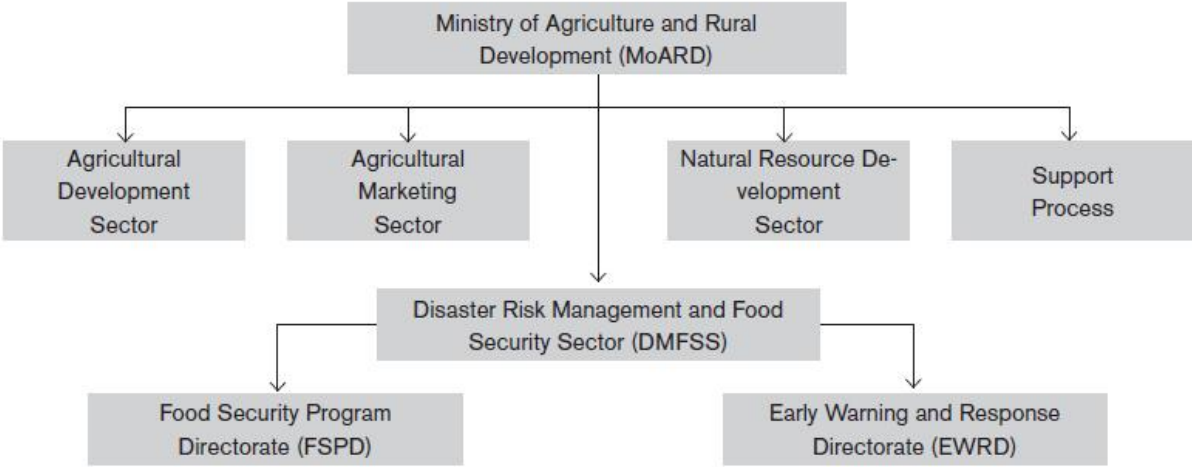 Ministry of Agriculture and Rural
Development (MoARD)
Agricultural
Development
Sector
Agricultural
Marketing
Sector
Natural Resource De-
velopment
Sector
Support
Process
Disaster Risk Management and Food
Security Sector (DMFSS)
Food Security Program
Directorate (FSPD)
Early Warning and Response
Directorate (EWRD)